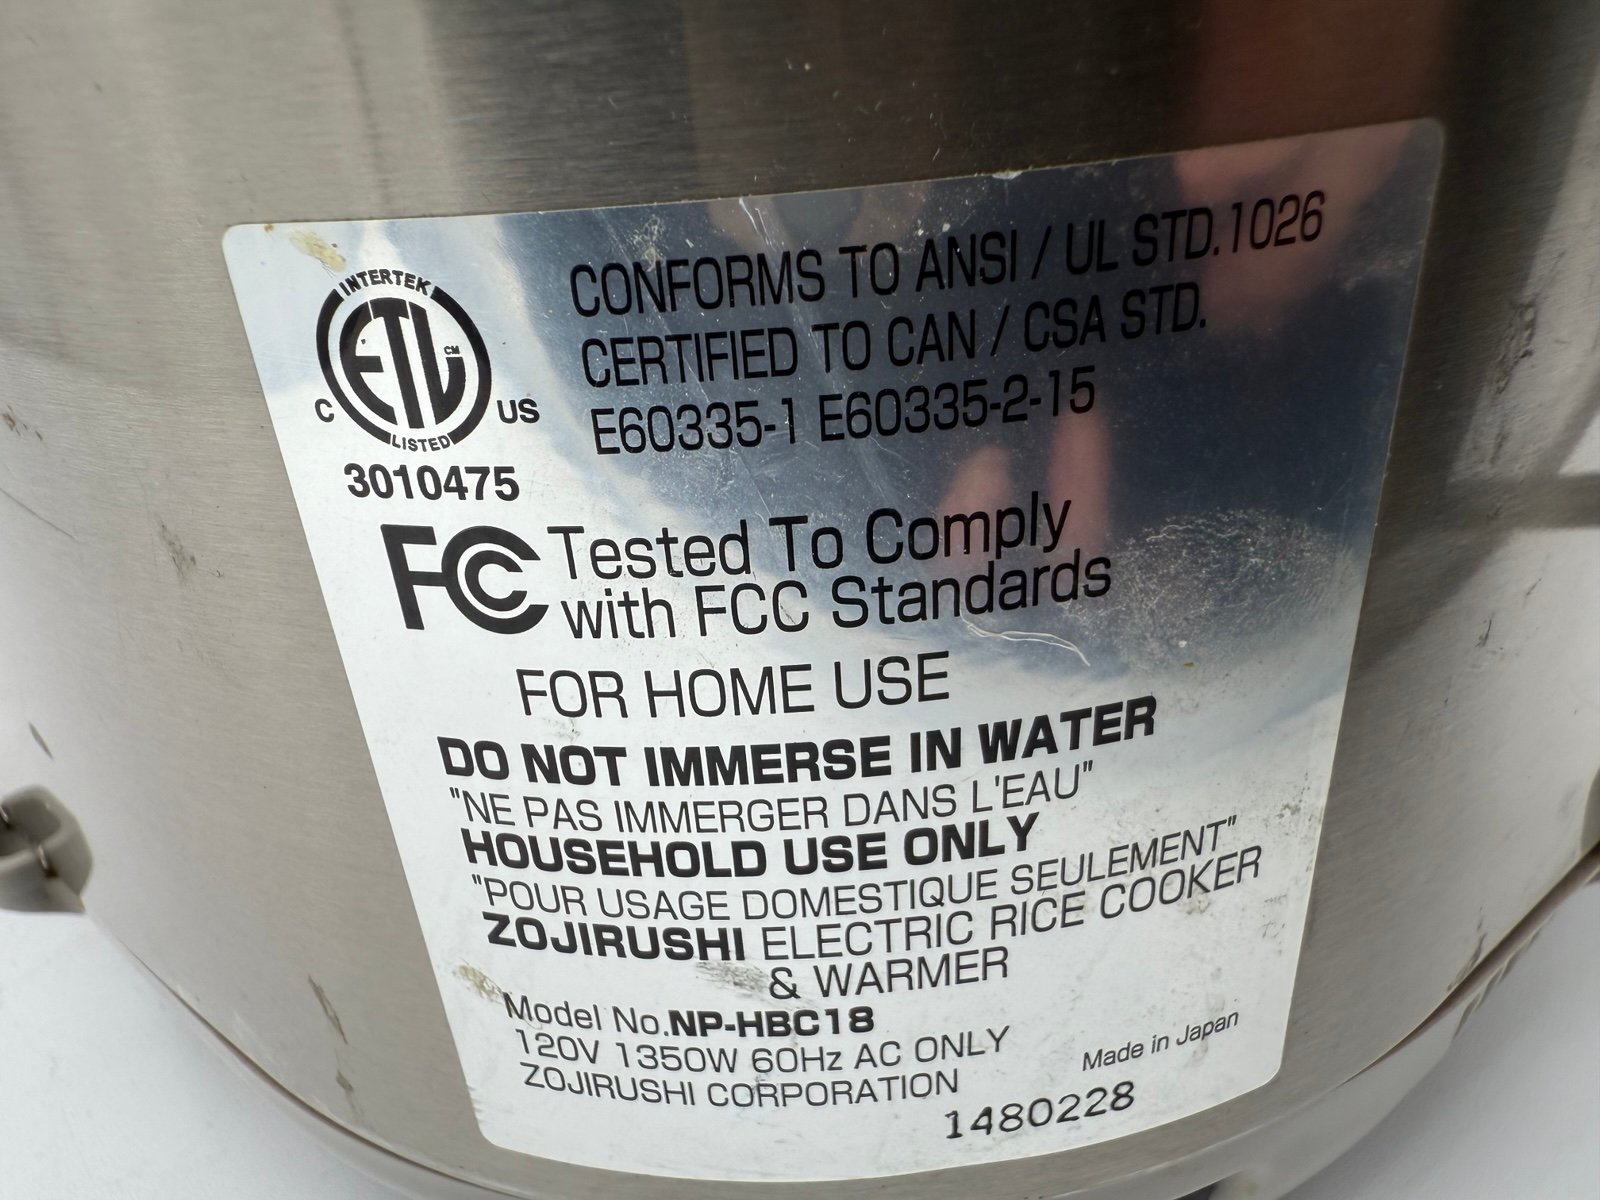 INTERTEK
ETL CM
C US
LISTED
3010475
CONFORMS TO ANSI / UL STD.1026
CERTIFIED TO CAN / CSA STD.
E60335-1 E60335-2-15
FC Tested To Comply
with FCC Standards
FOR HOME USE
DO NOT IMMERSE IN WATER
"NE PAS IMMERGER DANS L'EAU"
HOUSEHOLD USE ONLY
"POUR USAGE DOMESTIQUE SEULEMENT"
ZOJIRUSHI ELECTRIC RICE COOKER
& WARMER
Model No.NP-HBC18
120V 1350W 60Hz AC ONLY
ZOJIRUSHI CORPORATION
Made in Japan
1480228